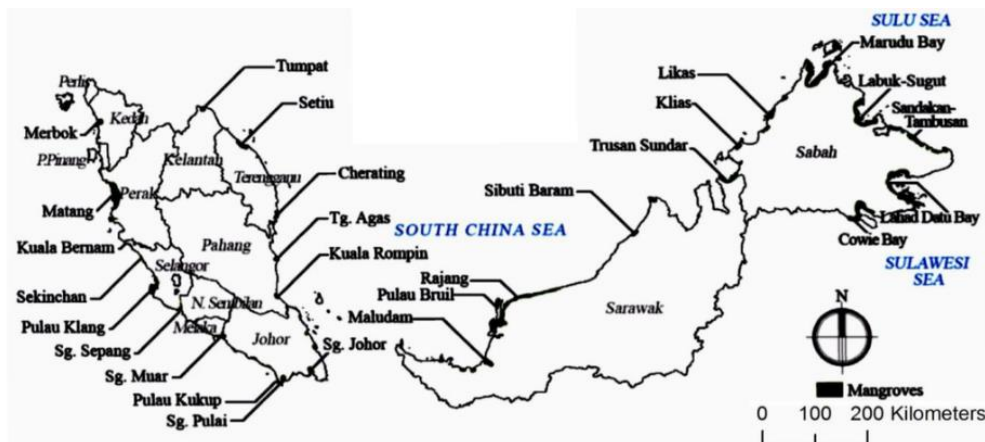 SULU SEA
Marudu Bay
Tumpat
Likas
Labuk-Sugut
Perlis
Setiu
Klias
Sandakan-
Tambusan
Kedah
Merbok
Trusan Sundar
Sabah
P.Pinang
Kelantan
Terengganu
Cherating
Sibuti Baram
Perak
Matang
Tg. Agas
SOUTH CHINA SEA
Lahad Datu Bay
Pahang
Cowie Bay
Kuala Bernam
Kuala Rompin
SULAWESI
SEA
Selangor
Rajang
Sekinchan
N. Sembilan
Pulau Bruil
Sarawak
N
Pulau Klang
Melaka
Maludam
Sg. Sepang
Johor
Sg. Johor
Sg. Muar
Mangroves
Pulau Kukup
Sg. Pulai
0 100 200 Kilometers